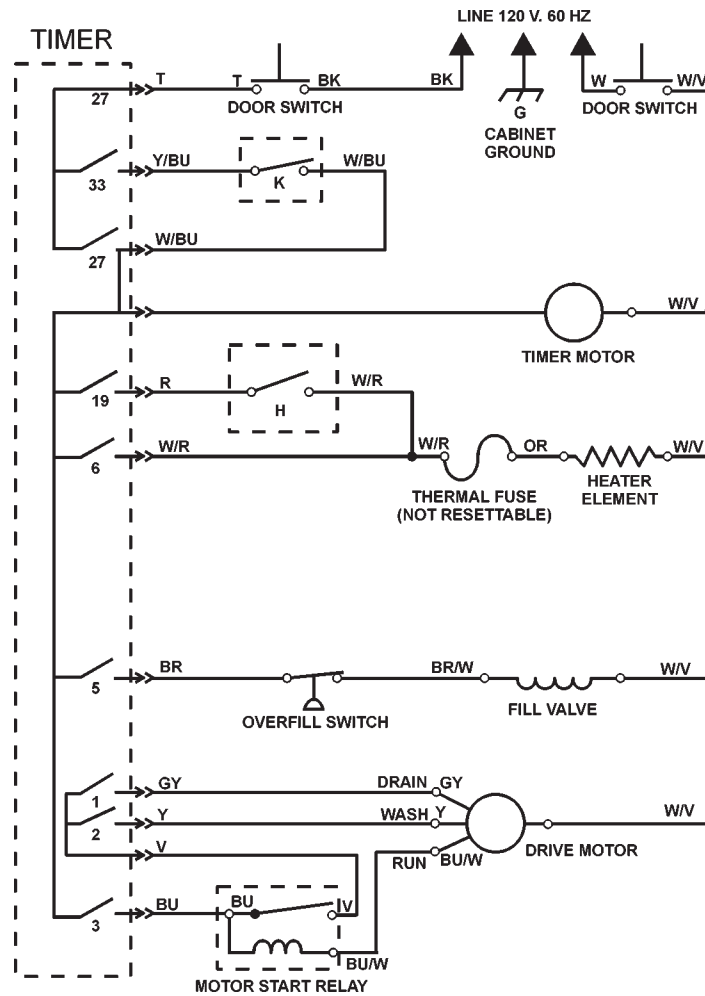 LINE 120 V. 60 HZ
TIMER
T T BK BK W W/V
27 DOOR SWITCH G DOOR SWITCH
CABINET
GROUND
Y/BU W/BU
33 K
W/BU
27
W/V
TIMER MOTOR
R W/R
19 H
W/R W/R OR W/V
6
THERMAL FUSE
(NOT RESETTABLE)
HEATER
ELEMENT
BR BR/W W/V
5
OVERFILL SWITCH FILL VALVE
GY DRAIN GY
1
Y WASH Y W/V
2
V RUN BU/W DRIVE MOTOR
BU BU V
3
BU/W
MOTOR START RELAY